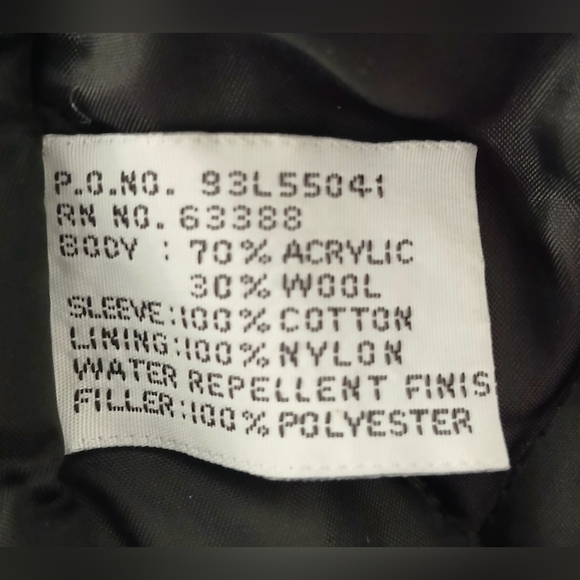 P.O.NO. 93L55041
RN NO. 63388
BODY : 70% ACRYLIC
30% WOOL
SLEEVE:100% COTTON
LINING:100% NYLON
WATER REPELLENT FINIS
FILLER:100% POLYESTER